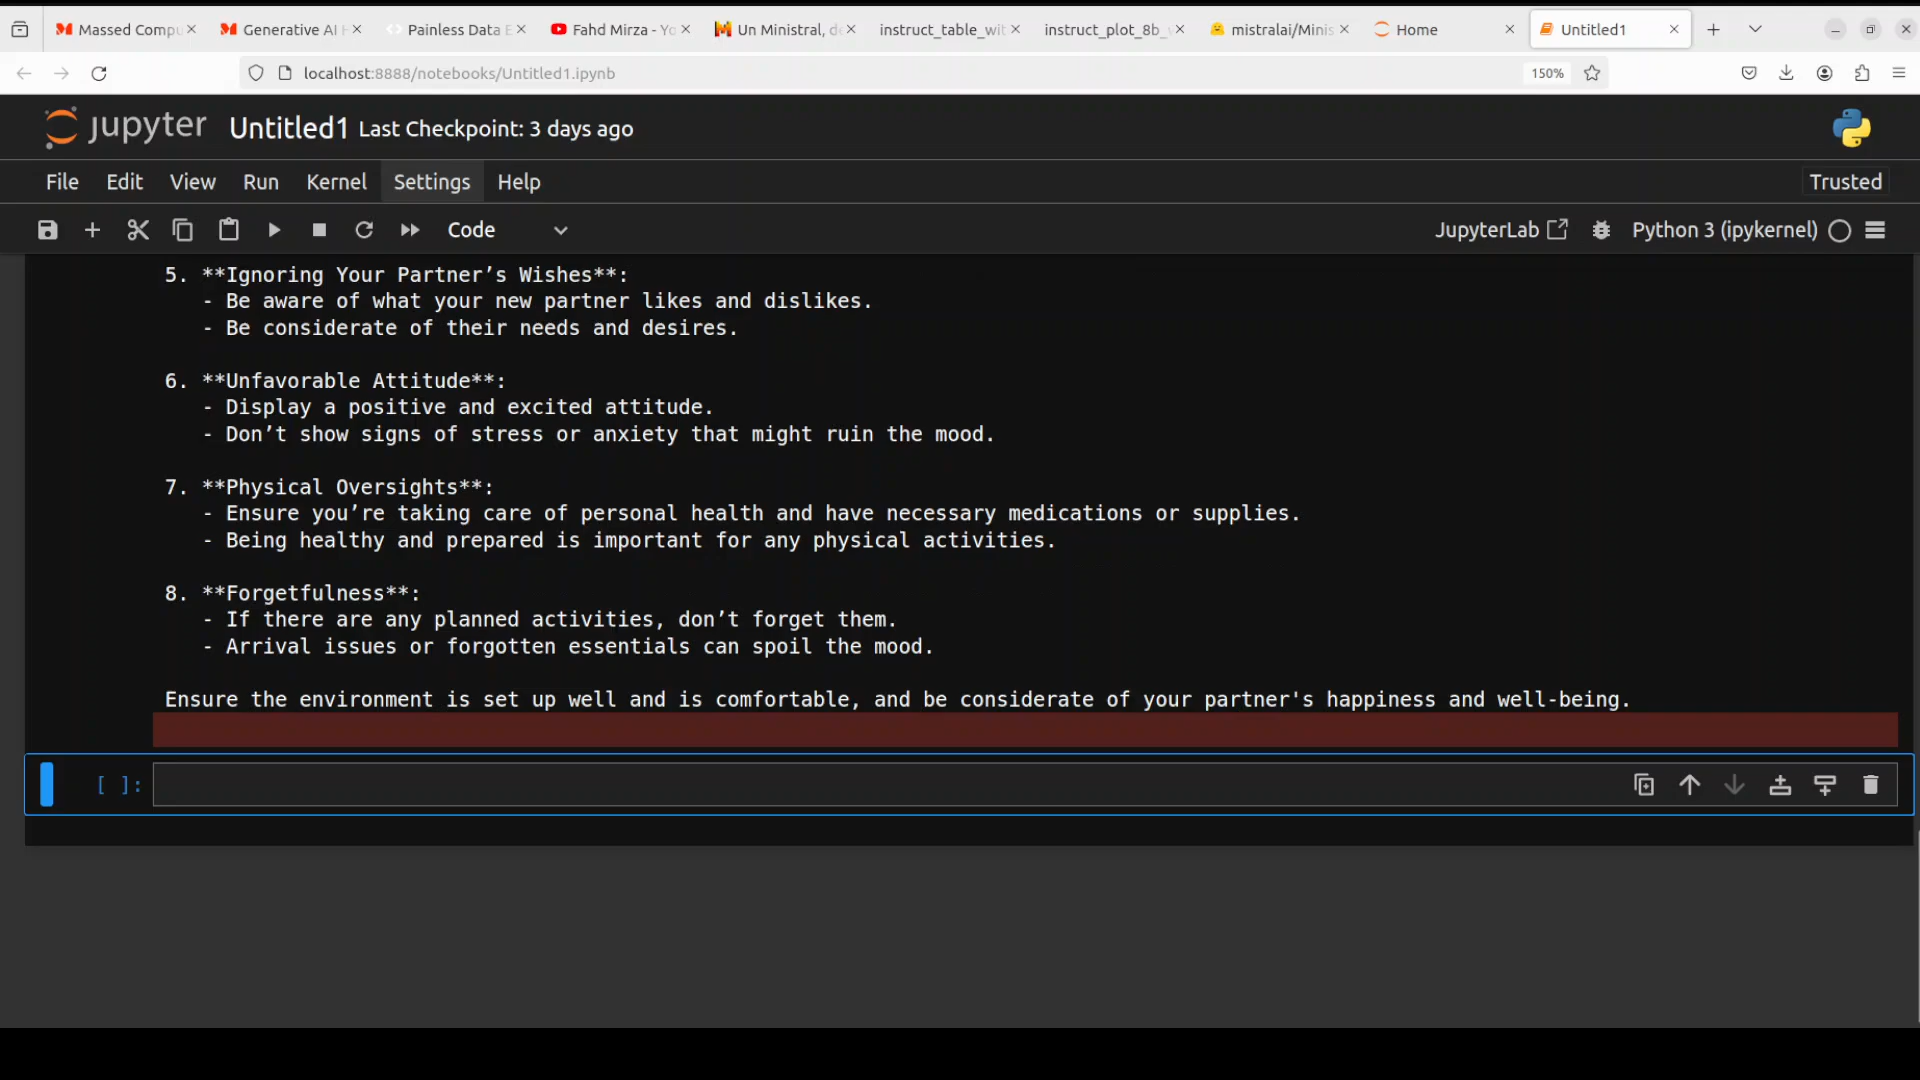 Massed Compu
Generative AI H
Painless Data E
Fahd Mirza - Yo
Un Ministral, de
instruct_table_wit
instruct_plot_8b_
mistralai/Minis
Home
Untitled1
localhost:8888/notebooks/Untitled1.ipynb
150%
jupyter Untitled1 Last Checkpoint: 3 days ago
File Edit View Run Kernel Settings Help
Trusted
Code
JupyterLab
Python 3 (ipykernel)
5. **Ignoring Your Partner’s Wishes**:
- Be aware of what your new partner likes and dislikes.
- Be considerate of their needs and desires.
6. **Unfavorable Attitude**:
- Display a positive and excited attitude.
- Don’t show signs of stress or anxiety that might ruin the mood.
7. **Physical Oversights**:
- Ensure you’re taking care of personal health and have necessary medications or supplies.
- Being healthy and prepared is important for any physical activities.
8. **Forgetfulness**:
- If there are any planned activities, don’t forget them.
- Arrival issues or forgotten essentials can spoil the mood.
Ensure the environment is set up well and is comfortable, and be considerate of your partner's happiness and well-being.
[ ]: